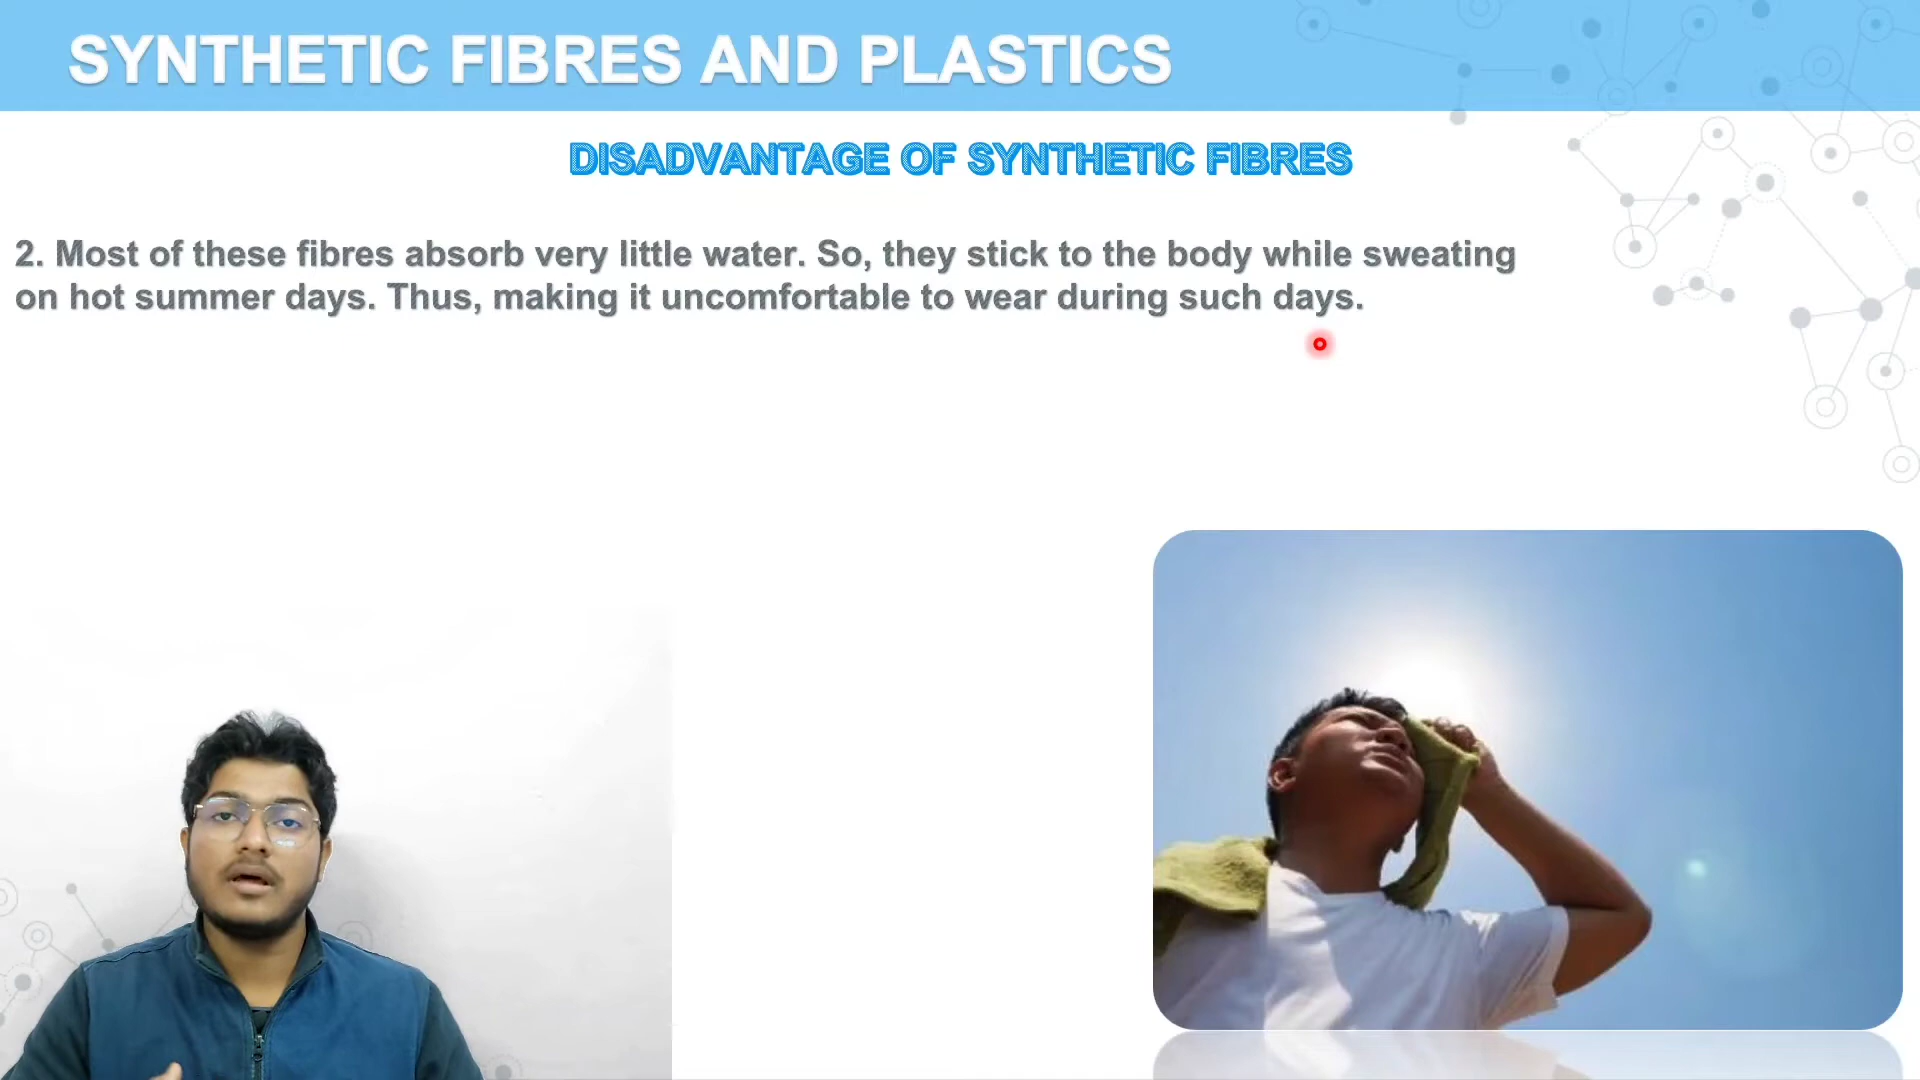 SYNTHETIC FIBRES AND PLASTICS
DISADVANTAGE OF SYNTHETIC FIBRES
2. Most of these fibres absorb very little water. So, they stick to the body while sweating
on hot summer days. Thus, making it uncomfortable to wear during such days.